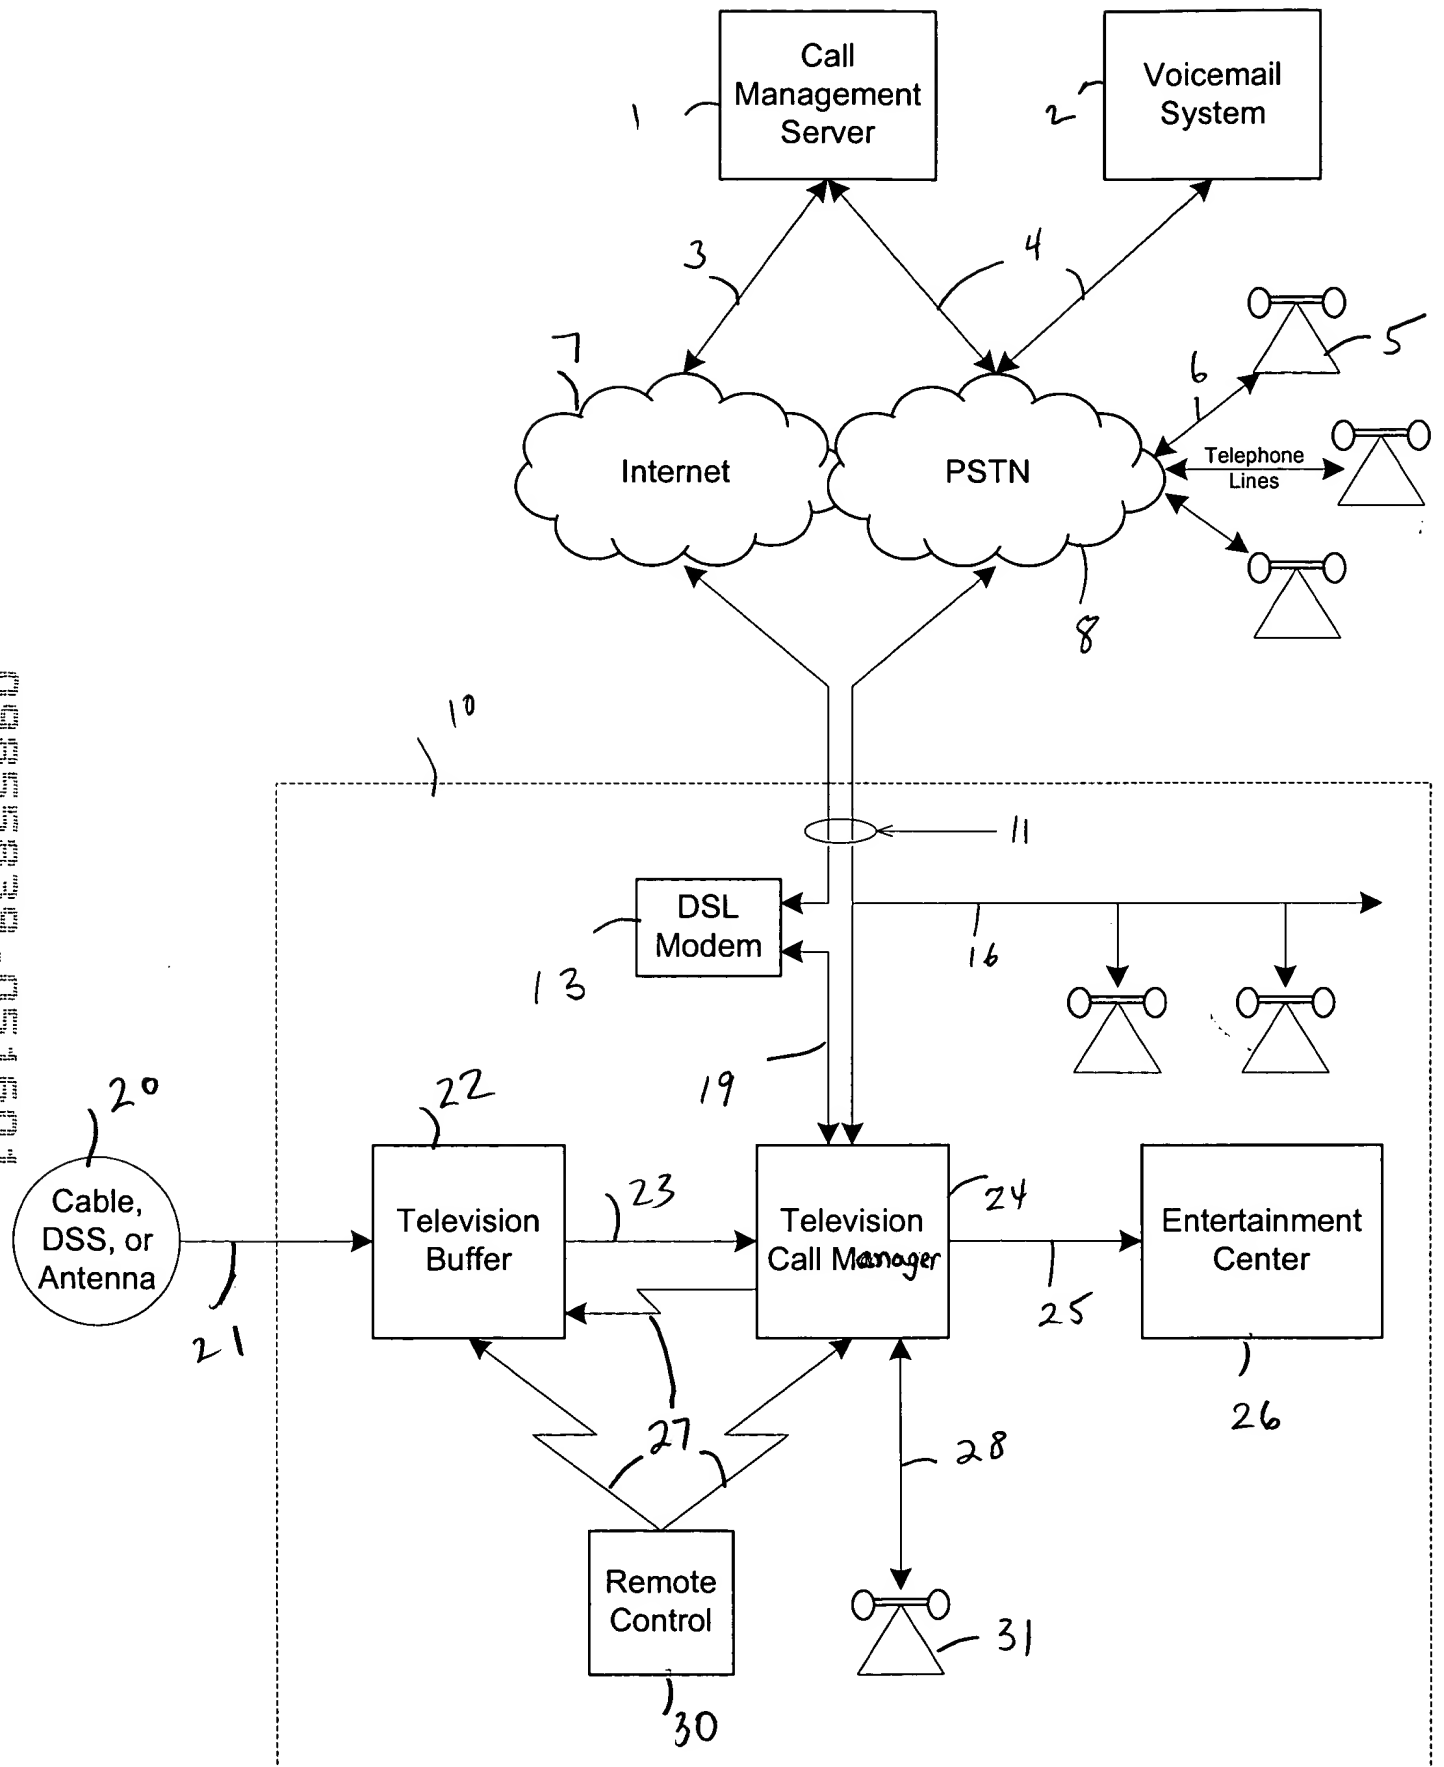 Call
Management
Server
1
Voicemail
System
2
3
4
5
6
7
Internet
PSTN
Telephone
Lines
8
10
11
DSL
Modem
13
16
19
20
Cable,
DSS, or
Antenna
21
22
Television
Buffer
23
Television
Call Manager
24
25
Entertainment
Center
26
27
28
Remote
Control
30
31